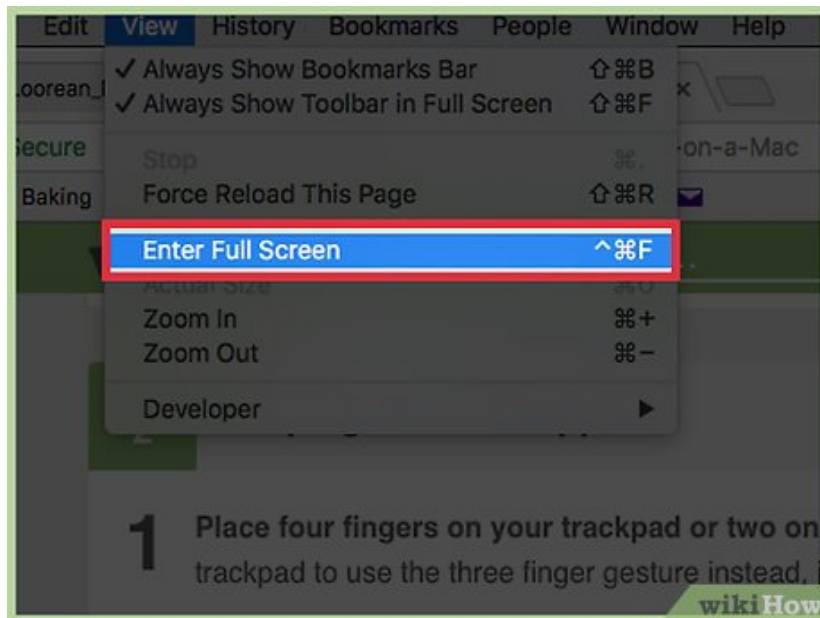 Edit View History Bookmarks People Window Help
✓ Always Show Bookmarks Bar ⇧⌘B
✓ Always Show Toolbar in Full Screen ⇧⌘F
Stop ⌘.
-on-a-Mac
Force Reload This Page ⇧⌘R
Baking
Enter Full Screen ^⌘F
Actual Size ⌘0
Zoom In ⌘+
Zoom Out ⌘−
Developer ▶
2
1 Place four fingers on your trackpad or two on
trackpad to use the three finger gesture instead,
wikiHow